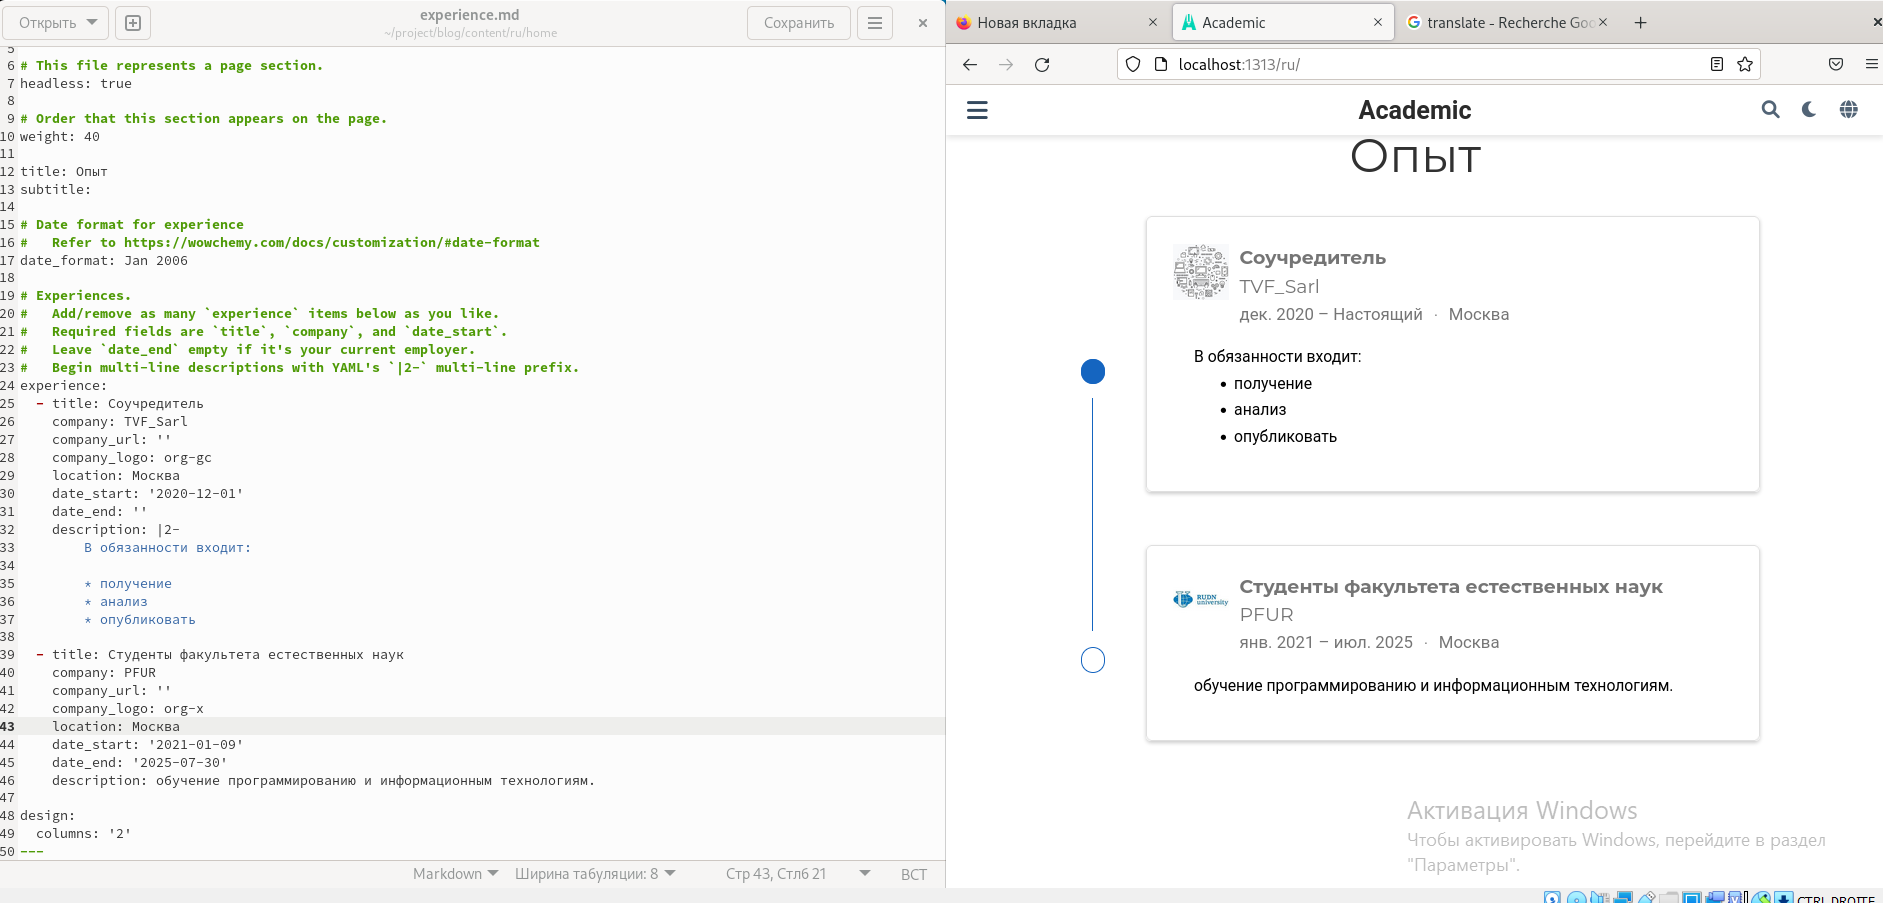 Открыть
experience.md
~/project/blog/content/ru/home
Сохранить
5
6 # This file represents a page section.
7 headless: true
8
9 # Order that this section appears on the page.
10 weight: 40
11
12 title: Опыт
13 subtitle:
14
15 # Date format for experience
16 #   Refer to https://wowchemy.com/docs/customization/#date-format
17 date_format: Jan 2006
18
19 # Experiences.
20 #   Add/remove as many `experience` items below as you like.
21 #   Required fields are `title`, `company`, and `date_start`.
22 #   Leave `date_end` empty if it's your current employer.
23 #   Begin multi-line descriptions with YAML's `|2-` multi-line prefix.
24 experience:
25   - title: Соучредитель
26     company: TVF_Sarl
27     company_url: ''
28     company_logo: org-gc
29     location: Москва
30     date_start: '2020-12-01'
31     date_end: ''
32     description: |2-
33         В обязанности входит:
34
35         * получение
36         * анализ
37         * опубликовать
38
39   - title: Студенты факультета естественных наук
40     company: PFUR
41     company_url: ''
42     company_logo: org-x
43     location: Москва
44     date_start: '2021-01-09'
45     date_end: '2025-07-30'
46     description: обучение программированию и информационным технологиям.
47
48 design:
49   columns: '2'
50 ---
Markdown
Ширина табуляции: 8
Стр 43, Стлб 21
ВСТ
Новая вкладка
Academic
translate - Recherche Goo
localhost:1313/ru/
Academic
Опыт
Соучредитель
TVF_Sarl
дек. 2020 – Настоящий · Москва
В обязанности входит:
• получение
• анализ
• опубликовать
RUDN university
Студенты факультета естественных наук
PFUR
янв. 2021 – июл. 2025 · Москва
обучение программированию и информационным технологиям.
Активация Windows
Чтобы активировать Windows, перейдите в раздел
"Параметры".
CTRL DROITE